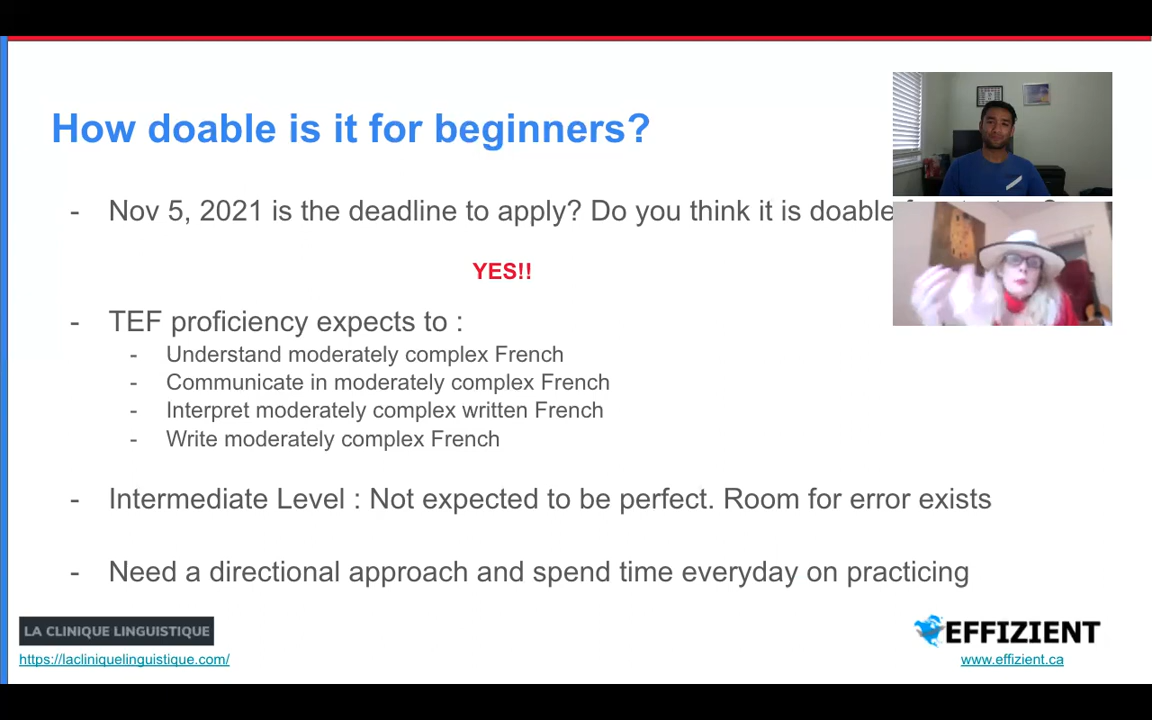 How doable is it for beginners?
- Nov 5, 2021 is the deadline to apply? Do you think it is doable
YES!!
- TEF proficiency expects to :
- Understand moderately complex French
- Communicate in moderately complex French
- Interpret moderately complex written French
- Write moderately complex French
- Intermediate Level : Not expected to be perfect. Room for error exists
- Need a directional approach and spend time everyday on practicing
LA CLINIQUE LINGUISTIQUE
https://lacliniquelinguistique.com/
EFFIZIENT
www.effizient.ca